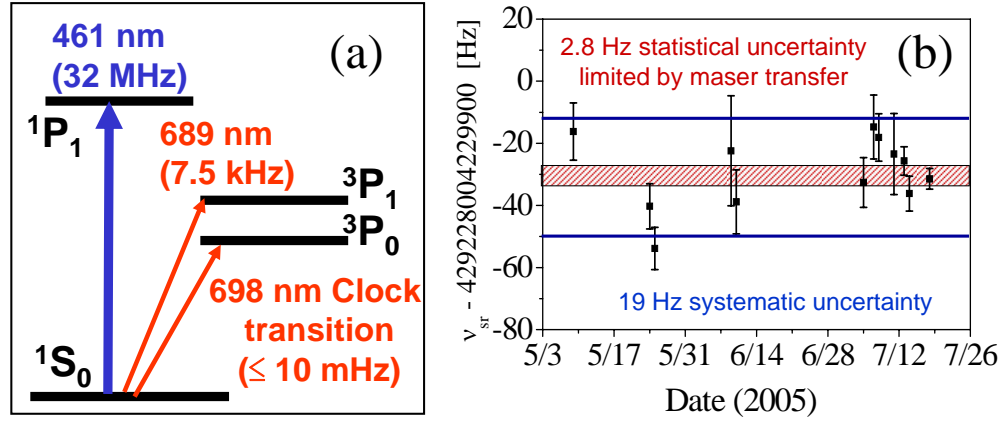 461 nm
(32 MHz)
(a)
¹P₁
689 nm
(7.5 kHz)
³P₁
³P₀
698 nm Clock
transition
(≤ 10 mHz)
¹S₀
2.8 Hz statistical uncertainty
limited by maser transfer
(b)
19 Hz systematic uncertainty
ν_sr - 429228004229900 [Hz]
20
0
-20
-40
-60
-80
5/3 5/17 5/31 6/14 6/28 7/12 7/26
Date (2005)